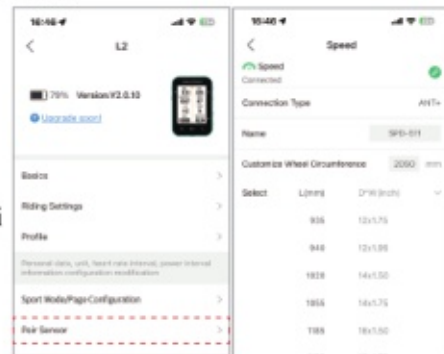 16:46
L2
79% Version:V2.0.10
Upgrade record
Basics
Riding Settings
Profile
Personal data, unit, heart rate interval, power interval
information configuration modification
Sport Mode/Page Configuration
Pair Sensor
16:46
Speed
Speed
Connected
Connection Type ANT+
Name
Customize Wheel Circumference 2050 mm
Select L(mm) D*W(inch)
935 12x1.75
940 12x1.95
1020 14x1.50
1055 14x1.75
1185 16x1.50